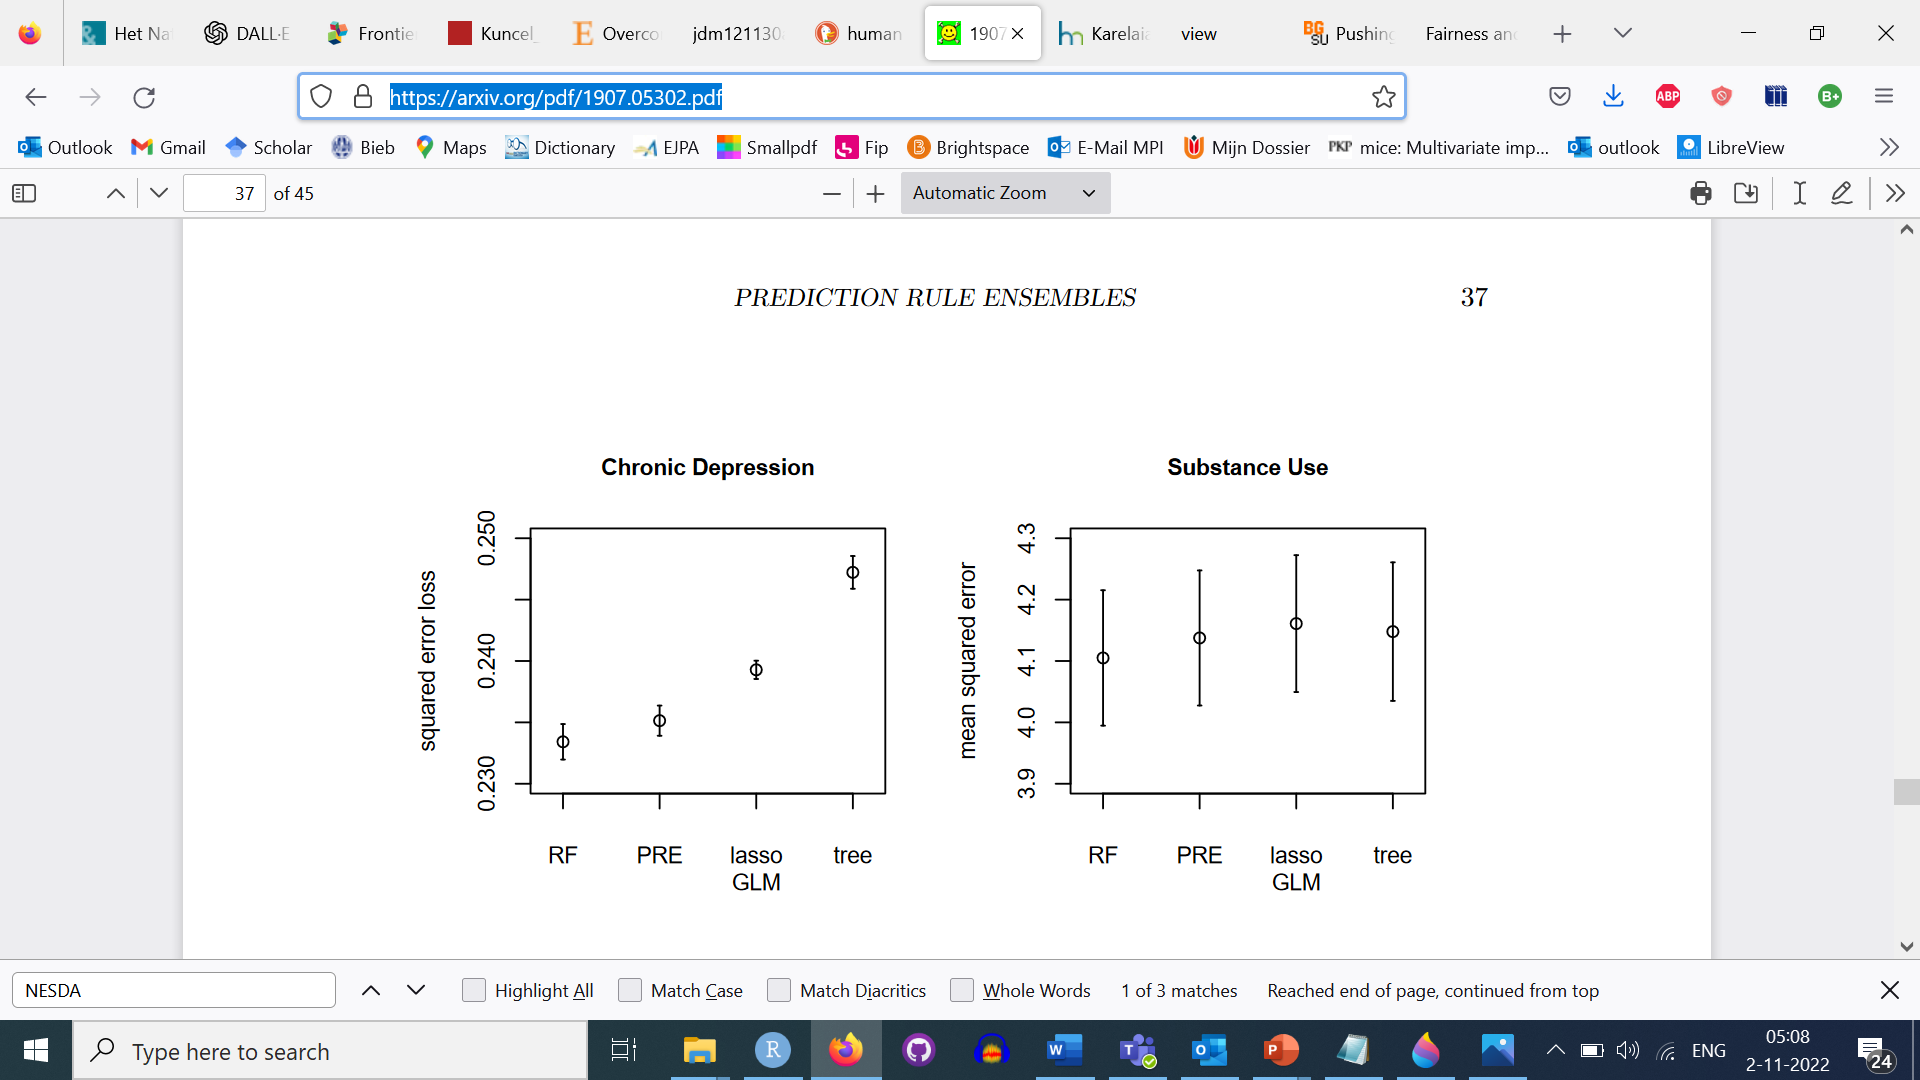 Het Na
DALL·E
Frontie
Kuncel_
Overco
jdm121130
human
1907
Karelai
view
Pushing
Fairness and
https://arxiv.org/pdf/1907.05302.pdf
ABP
B+
Outlook Gmail Scholar Bieb Maps Dictionary EJPA Smallpdf Fip Brightspace E-Mail MPI Mijn Dossier PKP mice: Multivariate imp... outlook LibreView
37 of 45
Automatic Zoom
PREDICTION RULE ENSEMBLES 37
Chronic Depression
squared error loss
0.250
0.240
0.230
RF PRE lasso tree
GLM
Substance Use
mean squared error
4.3
4.2
4.1
4.0
3.9
RF PRE lasso tree
GLM
NESDA
Highlight All
Match Case
Match Diacritics
Whole Words
1 of 3 matches
Reached end of page, continued from top
Type here to search
ENG
05:08
2-11-2022
24